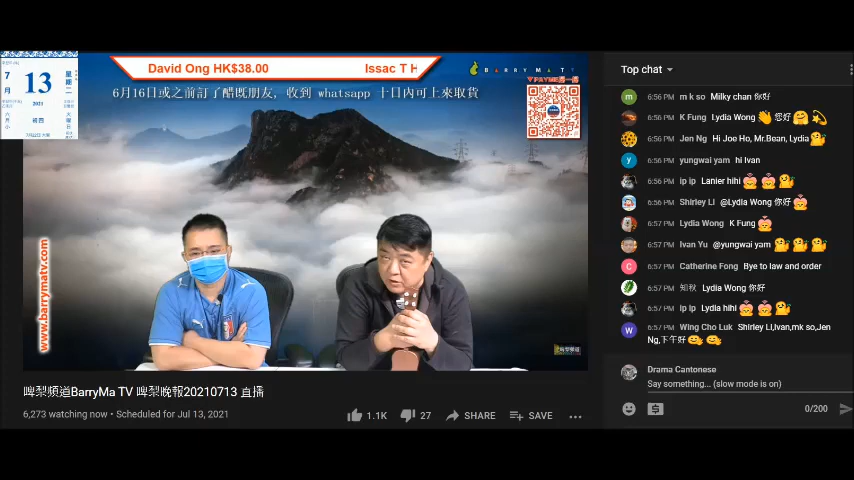 David Ong HK$38.00
Issac T H
BARRYMATV
6月16日或之前訂了醋既朋友，收到 whatsapp 十日內可上來取貨
7
月
13
2021
星
期
二
六
月
小
初四
www.barrymatv.com
啤梨頻道BarryMa TV 啤梨晚報20210713 直播
6,273 watching now • Scheduled for Jul 13, 2021
1.1K
27
SHARE
SAVE
Top chat
6:56 PM m k so Milky chan 你好
6:56 PM K Fung Lydia Wong 您好
6:56 PM Jen Ng Hi Joe Ho, Mr.Bean, Lydia
6:56 PM yungwai yam hi Ivan
6:56 PM ip ip Lanier hihi
6:56 PM Shirley LI @Lydia Wong 你好
6:57 PM Lydia Wong K Fung
6:57 PM Ivan Yu @yungwai yam
6:57 PM Catherine Fong Bye to law and order
6:57 PM 知秋 Lydia Wong 你好
6:57 PM ip ip Lydia hihi
6:57 PM Wing Cho Luk Shirley LI,Ivan,mk so,Jen
Ng,下午好
Drama Cantonese
Say something... (slow mode is on)
0/200